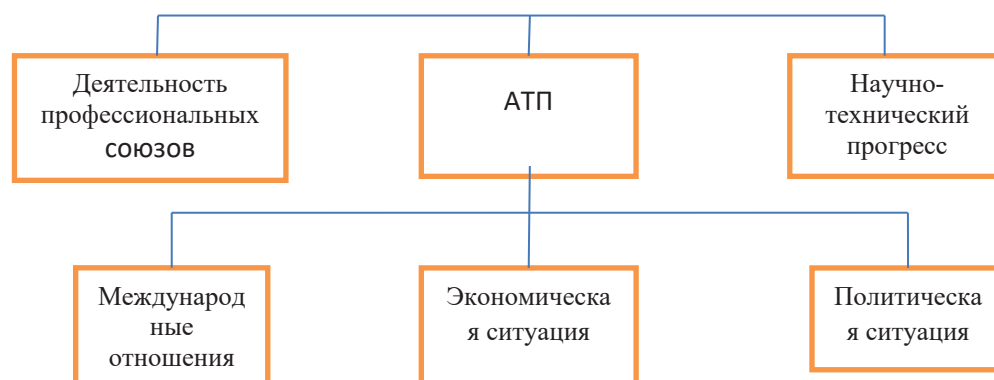 Деятельность
профессиональных
союзов
АТП
Научно-
технический
прогресс
Международ
ные
отношения
Экономическа
я ситуация
Политическа
я ситуация